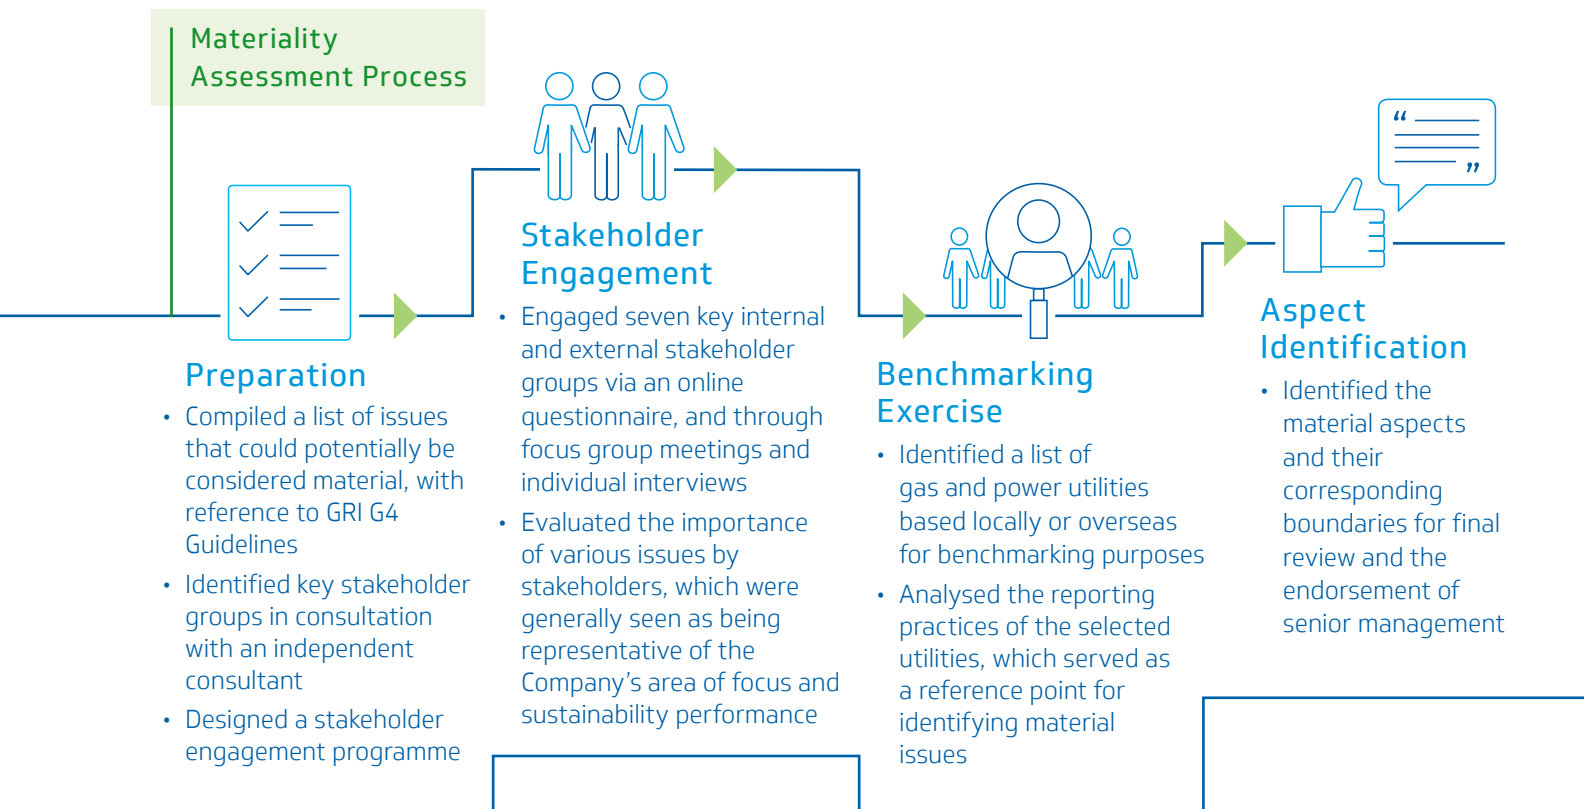 Materiality
Assessment Process
Preparation
• Compiled a list of issues
that could potentially be
considered material, with
reference to GRI G4
Guidelines
• Identified key stakeholder
groups in consultation
with an independent
consultant
• Designed a stakeholder
engagement programme
Stakeholder
Engagement
• Engaged seven key internal
and external stakeholder
groups via an online
questionnaire, and through
focus group meetings and
individual interviews
• Evaluated the importance
of various issues by
stakeholders, which were
generally seen as being
representative of the
Company’s area of focus and
sustainability performance
Benchmarking
Exercise
• Identified a list of
gas and power utilities
based locally or overseas
for benchmarking purposes
• Analysed the reporting
practices of the selected
utilities, which served as
a reference point for
identifying material
issues
Aspect
Identification
• Identified the
material aspects
and their
corresponding
boundaries for final
review and the
endorsement of
senior management